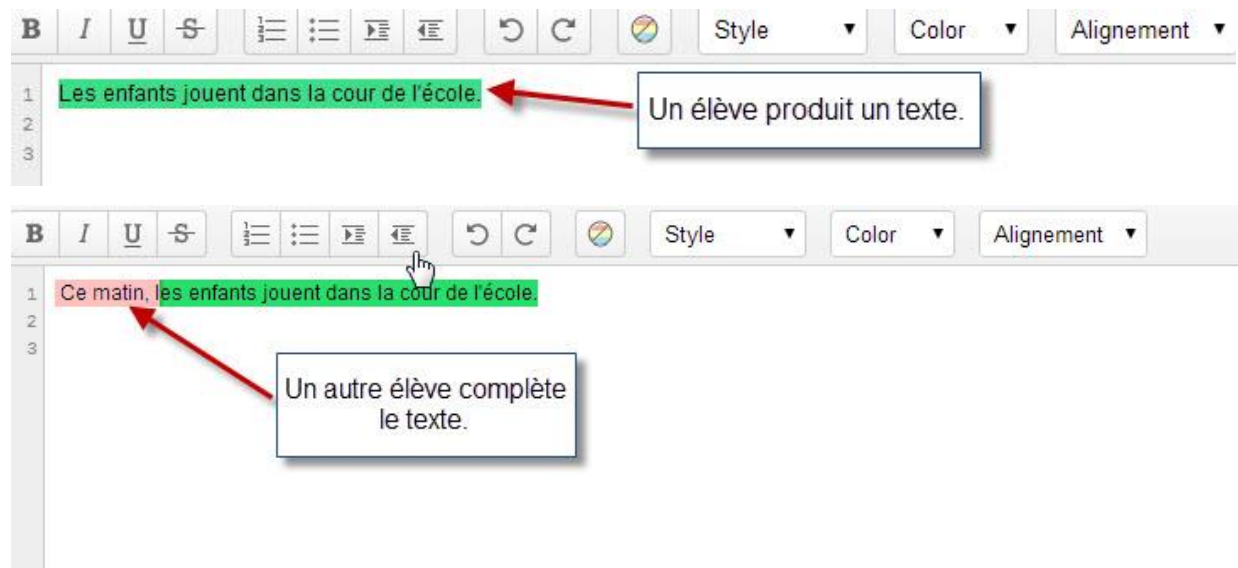 B I U S Style Color Alignement
1 Les enfants jouent dans la cour de l'école.
Un élève produit un texte.
2
3
B I U S Style Color Alignement
1 Ce matin, les enfants jouent dans la cour de l'école.
2
3
Un autre élève complète
le texte.